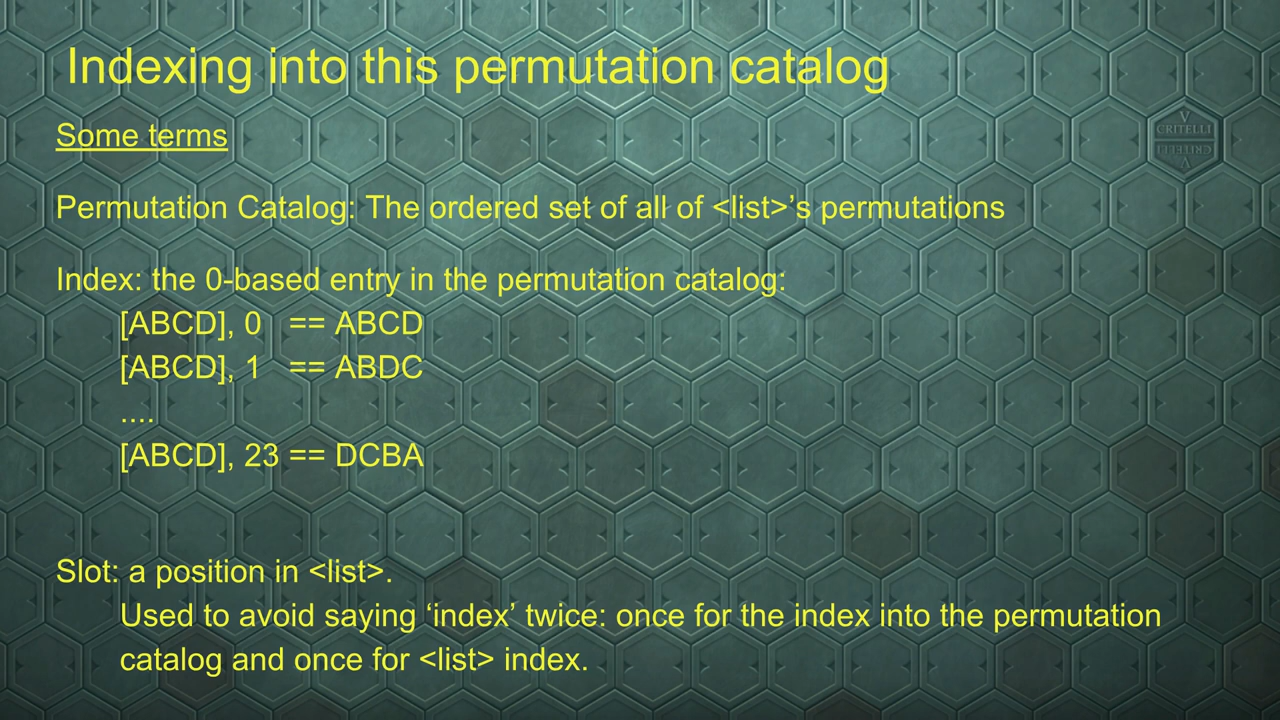 Indexing into this permutation catalog
V
CRITELLI
Some terms
Permutation Catalog: The ordered set of all of <list>’s permutations
Index: the 0-based entry in the permutation catalog:
[ABCD], 0 == ABCD
[ABCD], 1 == ABDC
....
[ABCD], 23 == DCBA
Slot: a position in <list>.
Used to avoid saying ‘index’ twice: once for the index into the permutation
catalog and once for <list> index.